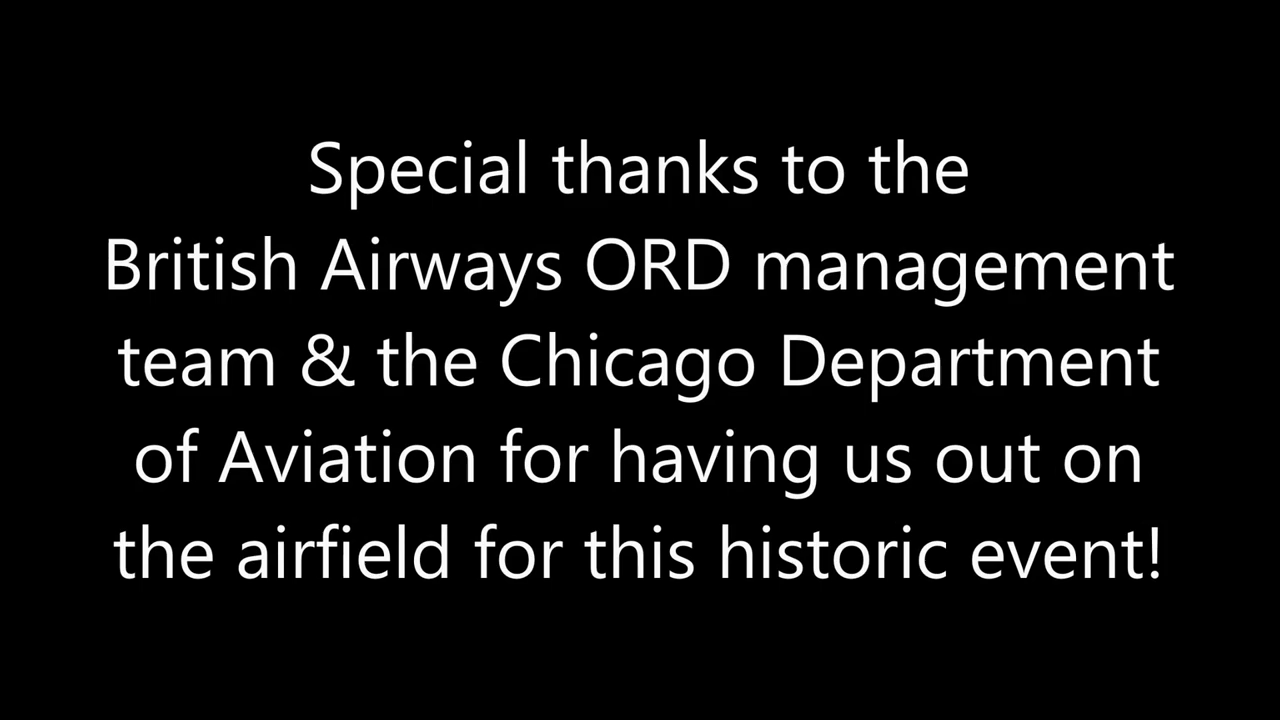 Special thanks to the
British Airways ORD management
team & the Chicago Department
of Aviation for having us out on
the airfield for this historic event!